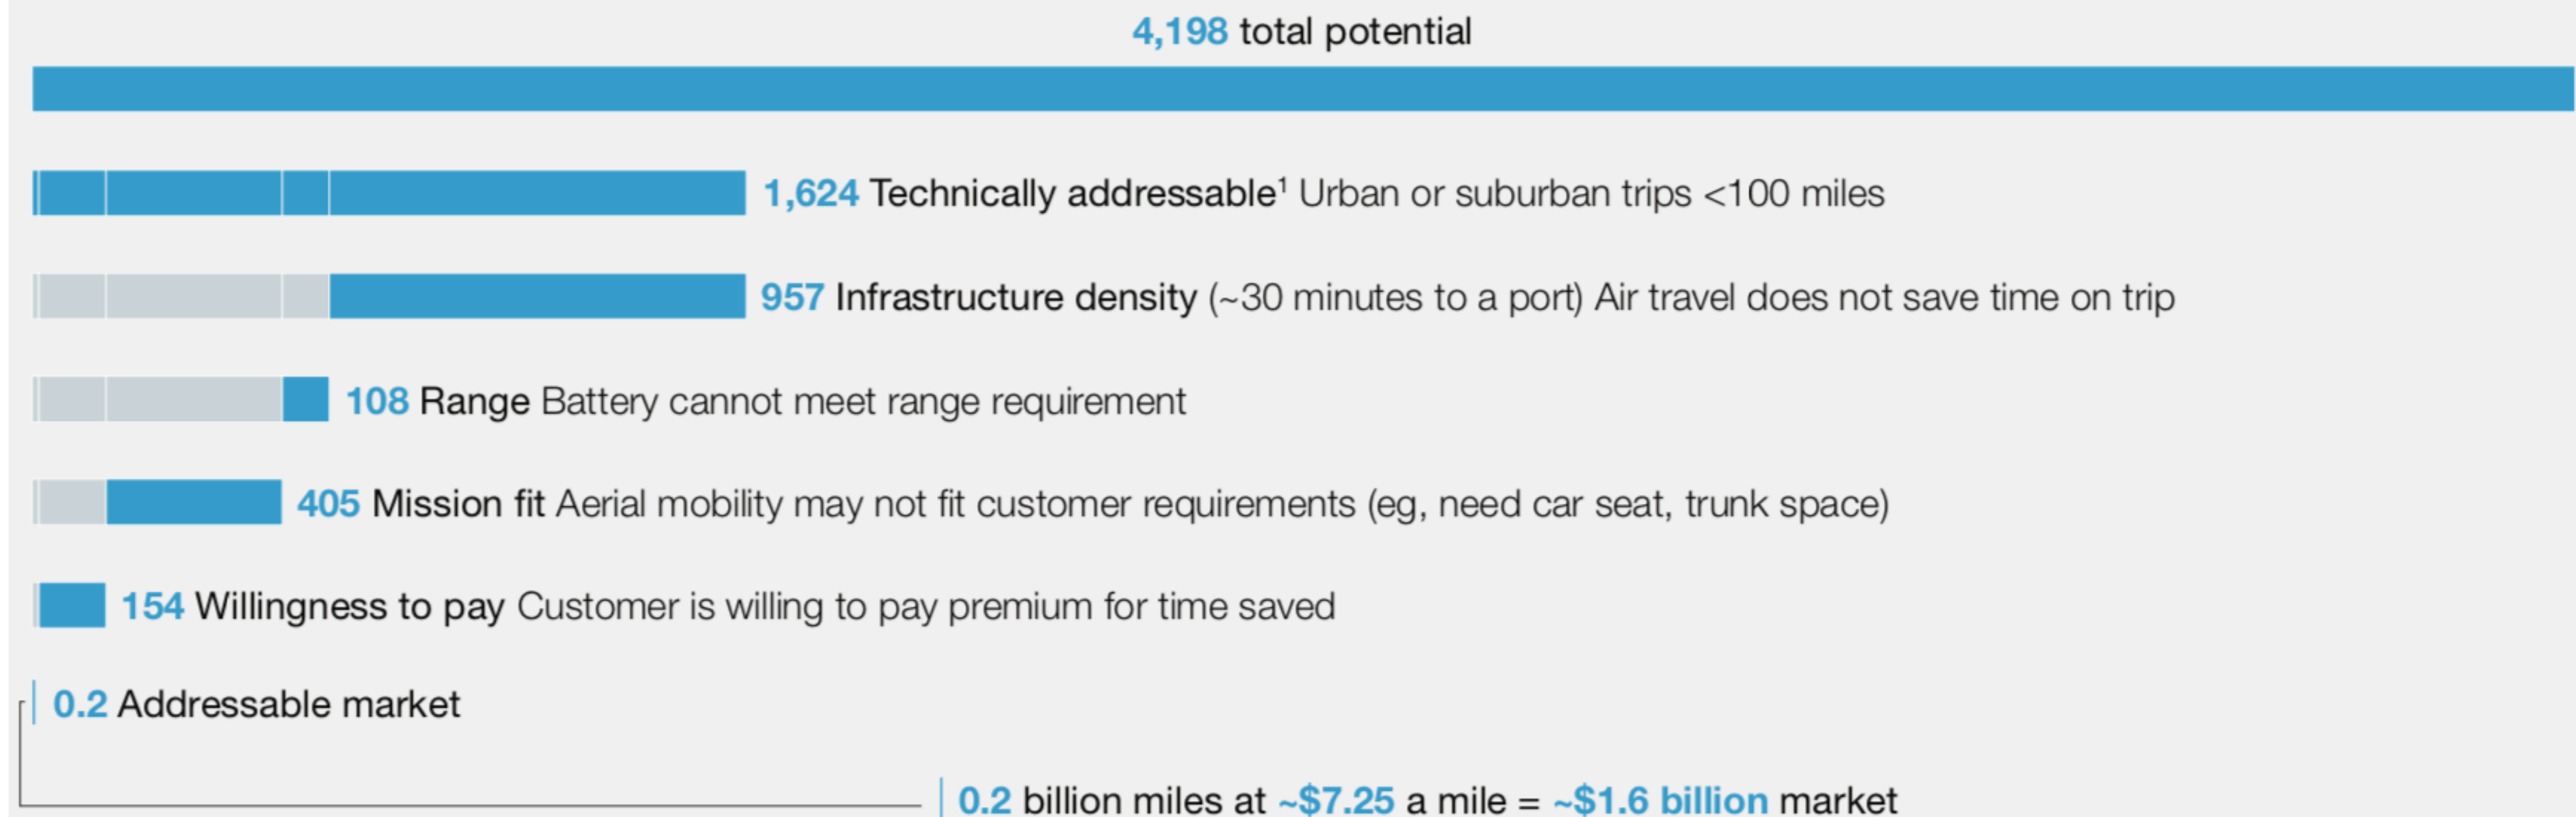 4,198 total potential
1,624 Technically addressable¹ Urban or suburban trips <100 miles
957 Infrastructure density (~30 minutes to a port) Air travel does not save time on trip
108 Range Battery cannot meet range requirement
405 Mission fit Aerial mobility may not fit customer requirements (eg, need car seat, trunk space)
154 Willingness to pay Customer is willing to pay premium for time saved
0.2 Addressable market
0.2 billion miles at ~$7.25 a mile = ~$1.6 billion market